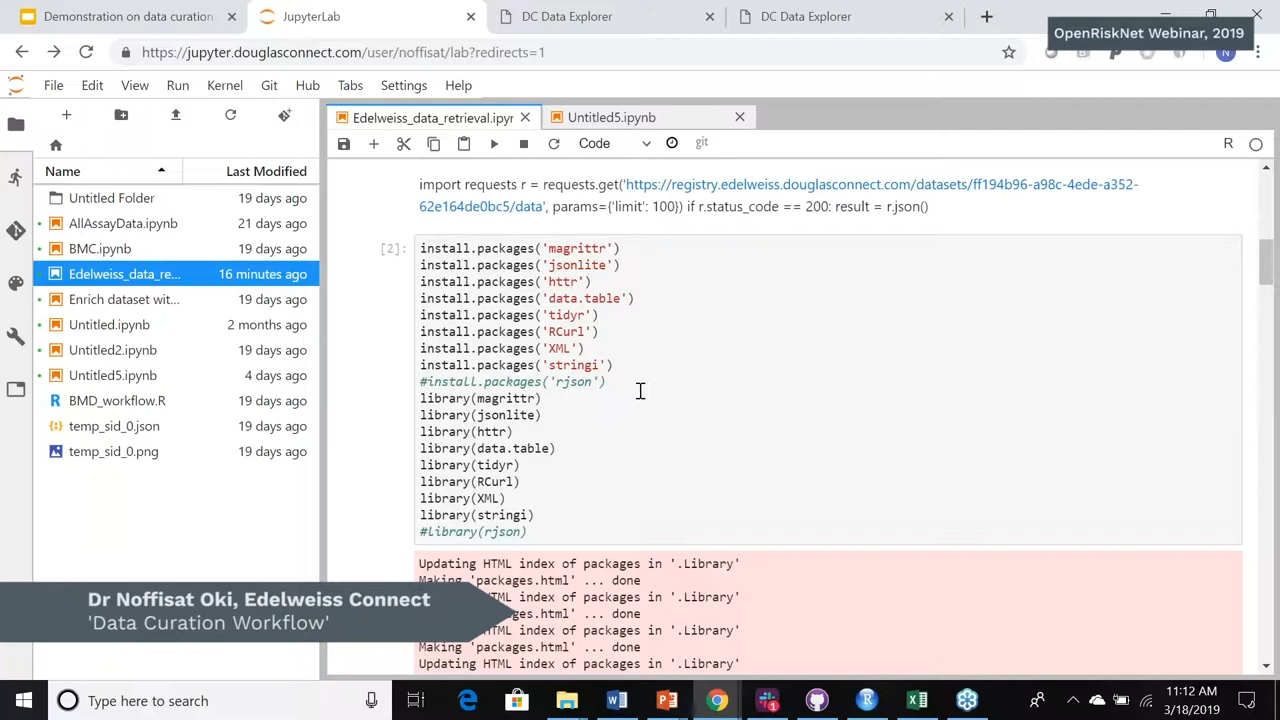 Demonstration on data curation
JupyterLab
DC Data Explorer
DC Data Explorer
OpenRiskNet Webinar, 2019
https://jupyter.douglasconnect.com/user/noffisat/lab?redirects=1
N
File Edit View Run Kernel Git Hub Tabs Settings Help
Edelweiss_data_retrieval.ipyr
Untitled5.ipynb
Code
git
R
Name Last Modified
Untitled Folder 19 days ago
AllAssayData.ipynb 21 days ago
BMC.ipynb 19 days ago
Edelweiss_data_re... 16 minutes ago
Enrich dataset wit... 19 days ago
Untitled.ipynb 2 months ago
Untitled2.ipynb 19 days ago
Untitled5.ipynb 4 days ago
BMD_workflow.R 19 days ago
temp_sid_0.json 19 days ago
temp_sid_0.png 19 days ago
import requests r = requests.get('https://registry.edelweiss.douglasconnect.com/datasets/ff194b96-a98c-4ede-a352-
62e164de0bc5/data', params={'limit': 100}) if r.status_code == 200: result = r.json()
[2]:
install.packages('magrittr')
install.packages('jsonlite')
install.packages('httr')
install.packages('data.table')
install.packages('tidyr')
install.packages('RCurl')
install.packages('XML')
install.packages('stringi')
#install.packages('rjson')
library(magrittr)
library(jsonlite)
library(httr)
library(data.table)
library(tidyr)
library(RCurl)
library(XML)
library(stringi)
#library(rjson)
Updating HTML index of packages in '.Library'
Making 'packages.html' ... done
HTML index of packages in '.Library'
ges.html' ... done
HTML index of packages in '.Library'
Making 'packages.html' ... done
Updating HTML index of packages in '.Library'
Dr Noffisat Oki, Edelweiss Connect
'Data Curation Workflow'
Type here to search
11:12 AM
3/18/2019